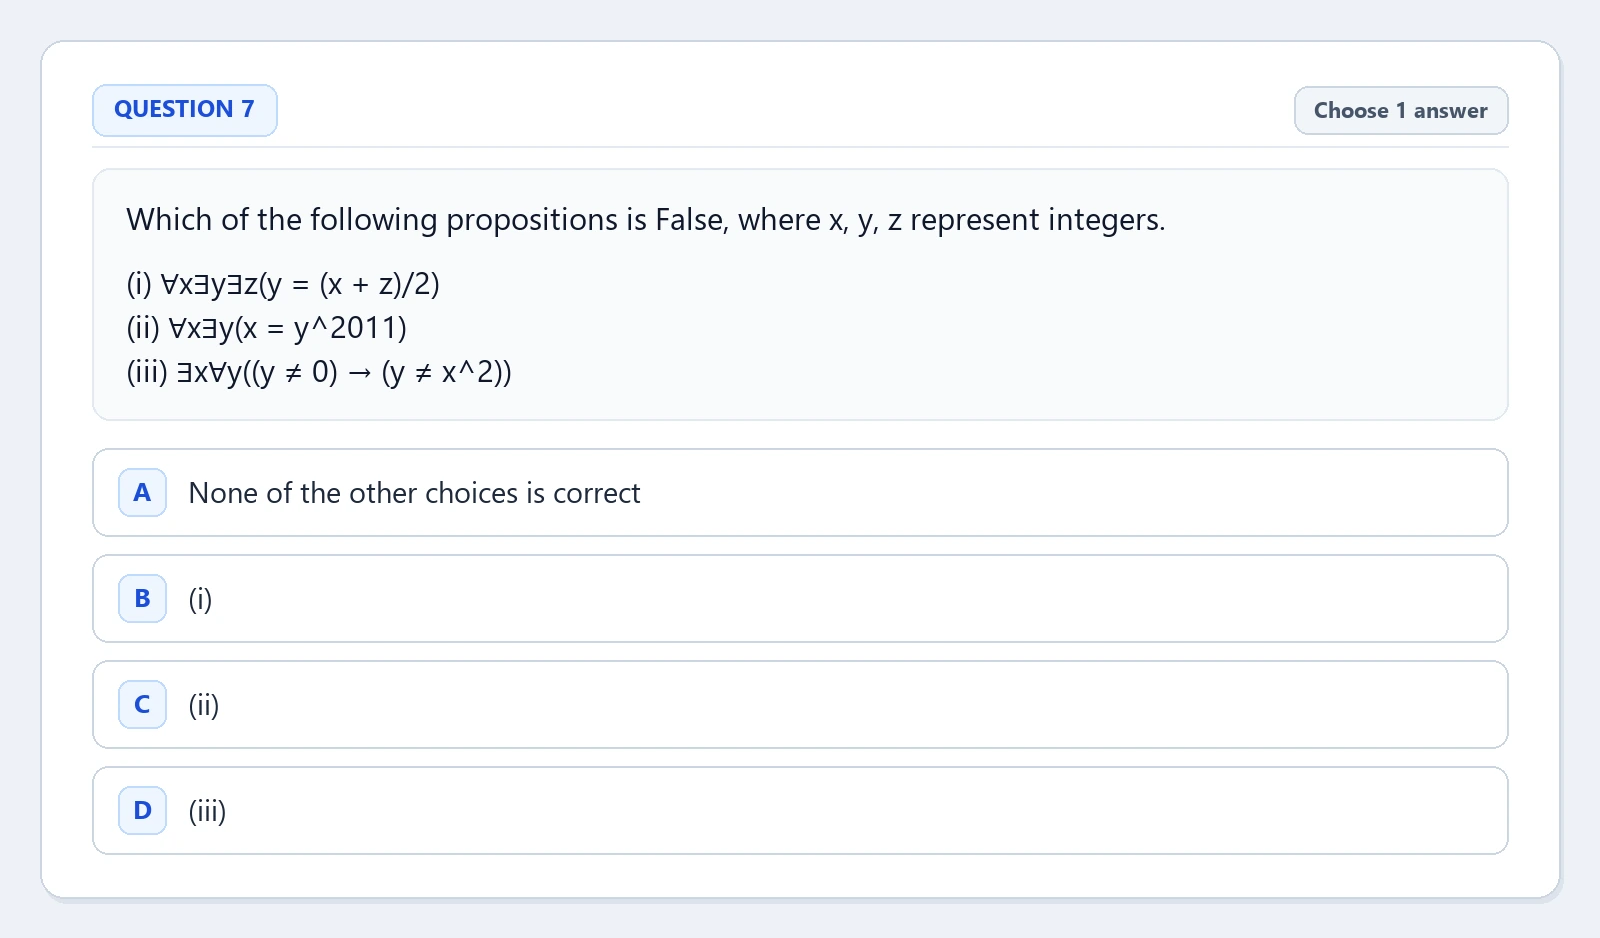 QUESTION 7
Choose 1 answer
Which of the following propositions is False, where x, y, z represent integers.
(i) ∀x∃y∃z(y = (x + z)/2)
(ii) ∀x∃y(x = y^2011)
(iii) ∃x∀y((y ≠ 0) → (y ≠ x^2))
A None of the other choices is correct
B (i)
C (ii)
D (iii)